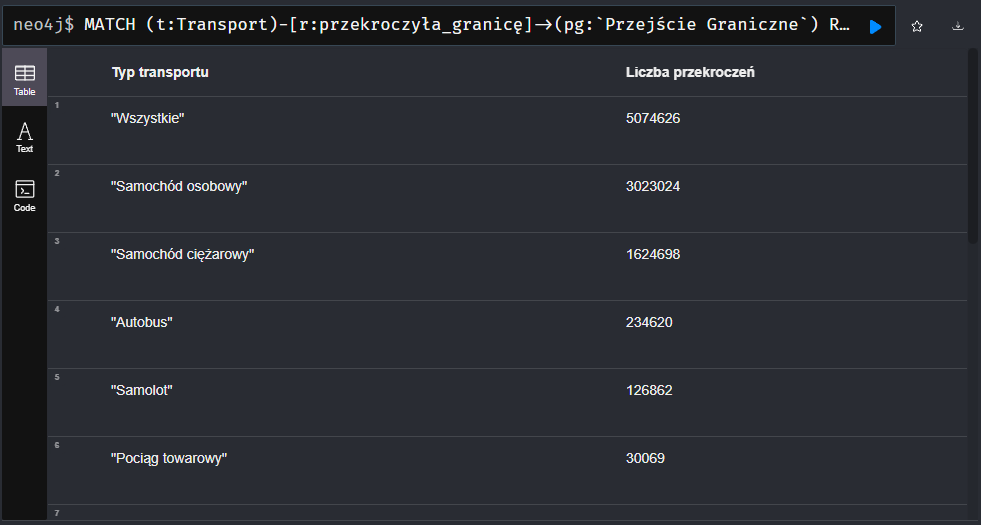 neo4j$ MATCH (t:Transport)-[r:przekroczyła_granicę]->(pg:`Przejście Graniczne`) R…
Table
Text
Code
Typ transportu Liczba przekroczeń
1 "Wszystkie" 5074626
2 "Samochód osobowy" 3023024
3 "Samochód ciężarowy" 1624698
4 "Autobus" 234620
5 "Samolot" 126862
6 "Pociąg towarowy" 30069
7